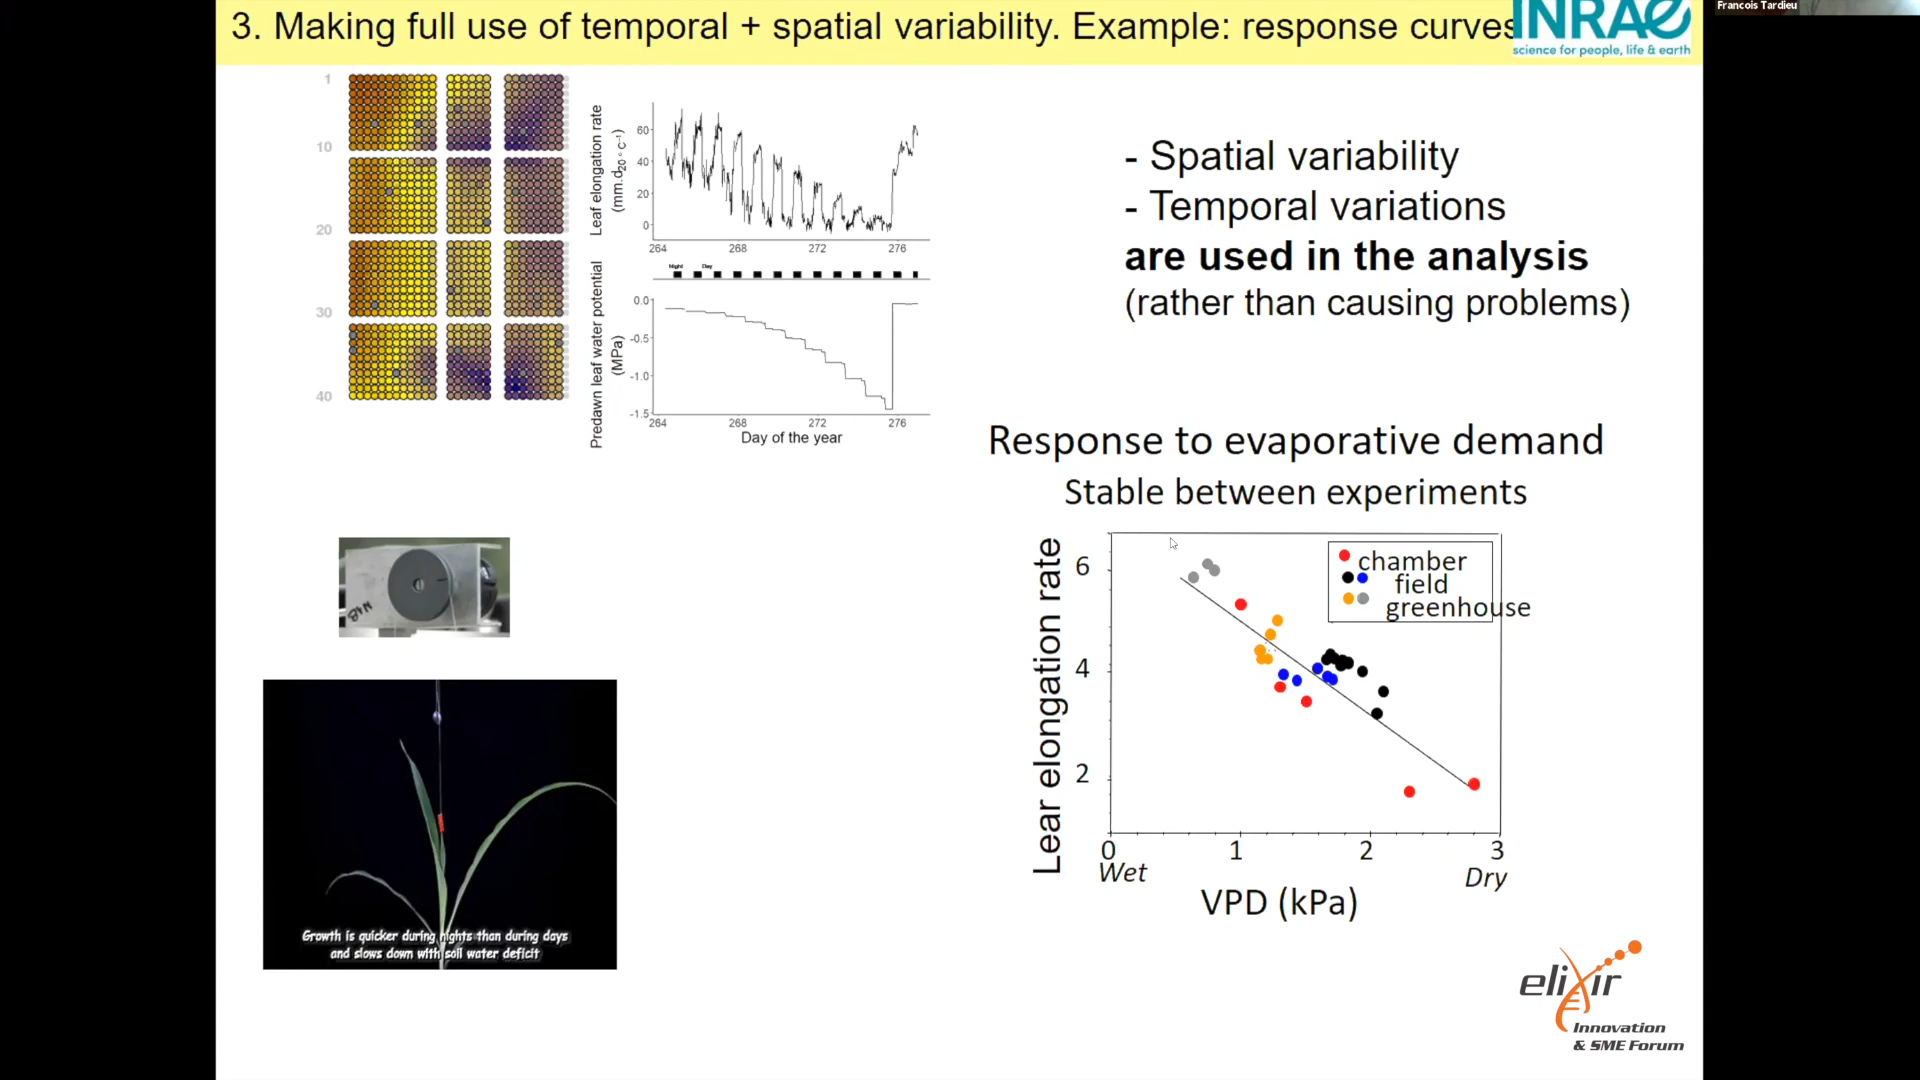 Francois Tardieu
3. Making full use of temporal + spatial variability. Example: response curves
INRAE
science for people, life & earth
1
10
20
30
40
Leaf elongation rate
(mm.d20°C-1)
60
40
20
0
264 268 272 276
Night Day
Predawn leaf water potential
(MPa)
0.0
-0.5
-1.0
-1.5
264 268 272 276
Day of the year
- Spatial variability
- Temporal variations
are used in the analysis
(rather than causing problems)
Response to evaporative demand
Stable between experiments
Lear elongation rate
6
4
2
chamber
field
greenhouse
0 1 2 3
Wet Dry
VPD (kPa)
Growth is quicker during nights than during days
and slows down with soil water deficit
elixir
Innovation
& SME Forum